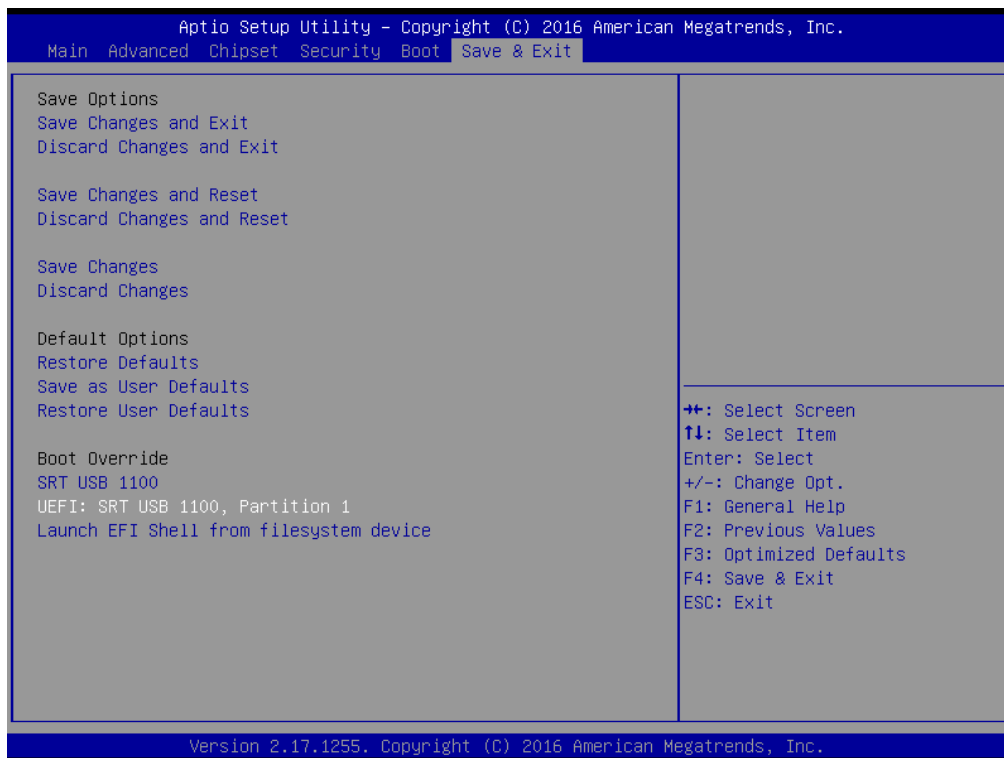 Aptio Setup Utility – Copyright (C) 2016 American Megatrends, Inc.
Main Advanced Chipset Security Boot Save & Exit
Save Options
Save Changes and Exit
Discard Changes and Exit
Save Changes and Reset
Discard Changes and Reset
Save Changes
Discard Changes
Default Options
Restore Defaults
Save as User Defaults
Restore User Defaults
Boot Override
SRT USB 1100
UEFI: SRT USB 1100, Partition 1
Launch EFI Shell from filesystem device
→←: Select Screen
↑↓: Select Item
Enter: Select
+/-: Change Opt.
F1: General Help
F2: Previous Values
F3: Optimized Defaults
F4: Save & Exit
ESC: Exit
Version 2.17.1255. Copyright (C) 2016 American Megatrends, Inc.